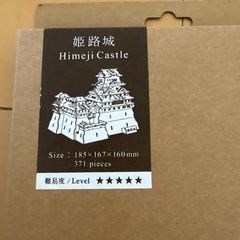 姫路城
Himeji Castle
Size：185×167×160mm
371 pieces
難易度 / Level ★★★★★